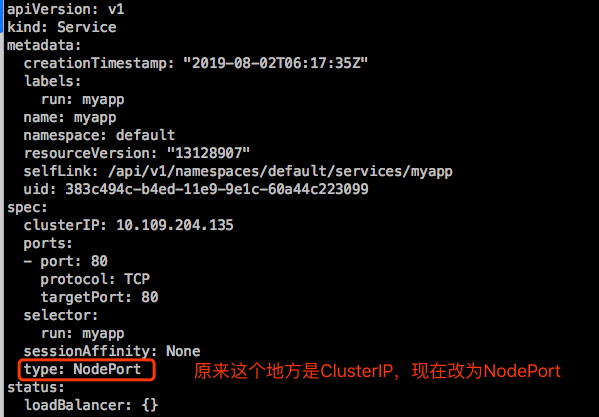 apiVersion: v1
kind: Service
metadata:
  creationTimestamp: "2019-08-02T06:17:35Z"
  labels:
    run: myapp
  name: myapp
  namespace: default
  resourceVersion: "13128907"
  selfLink: /api/v1/namespaces/default/services/myapp
  uid: 383c494c-b4ed-11e9-9e1c-60a44c223099
spec:
  clusterIP: 10.109.204.135
  ports:
  - port: 80
    protocol: TCP
    targetPort: 80
  selector:
    run: myapp
  sessionAffinity: None
  type: NodePort 原来这个地方是ClusterIP，现在改为NodePort
status:
  loadBalancer: {}